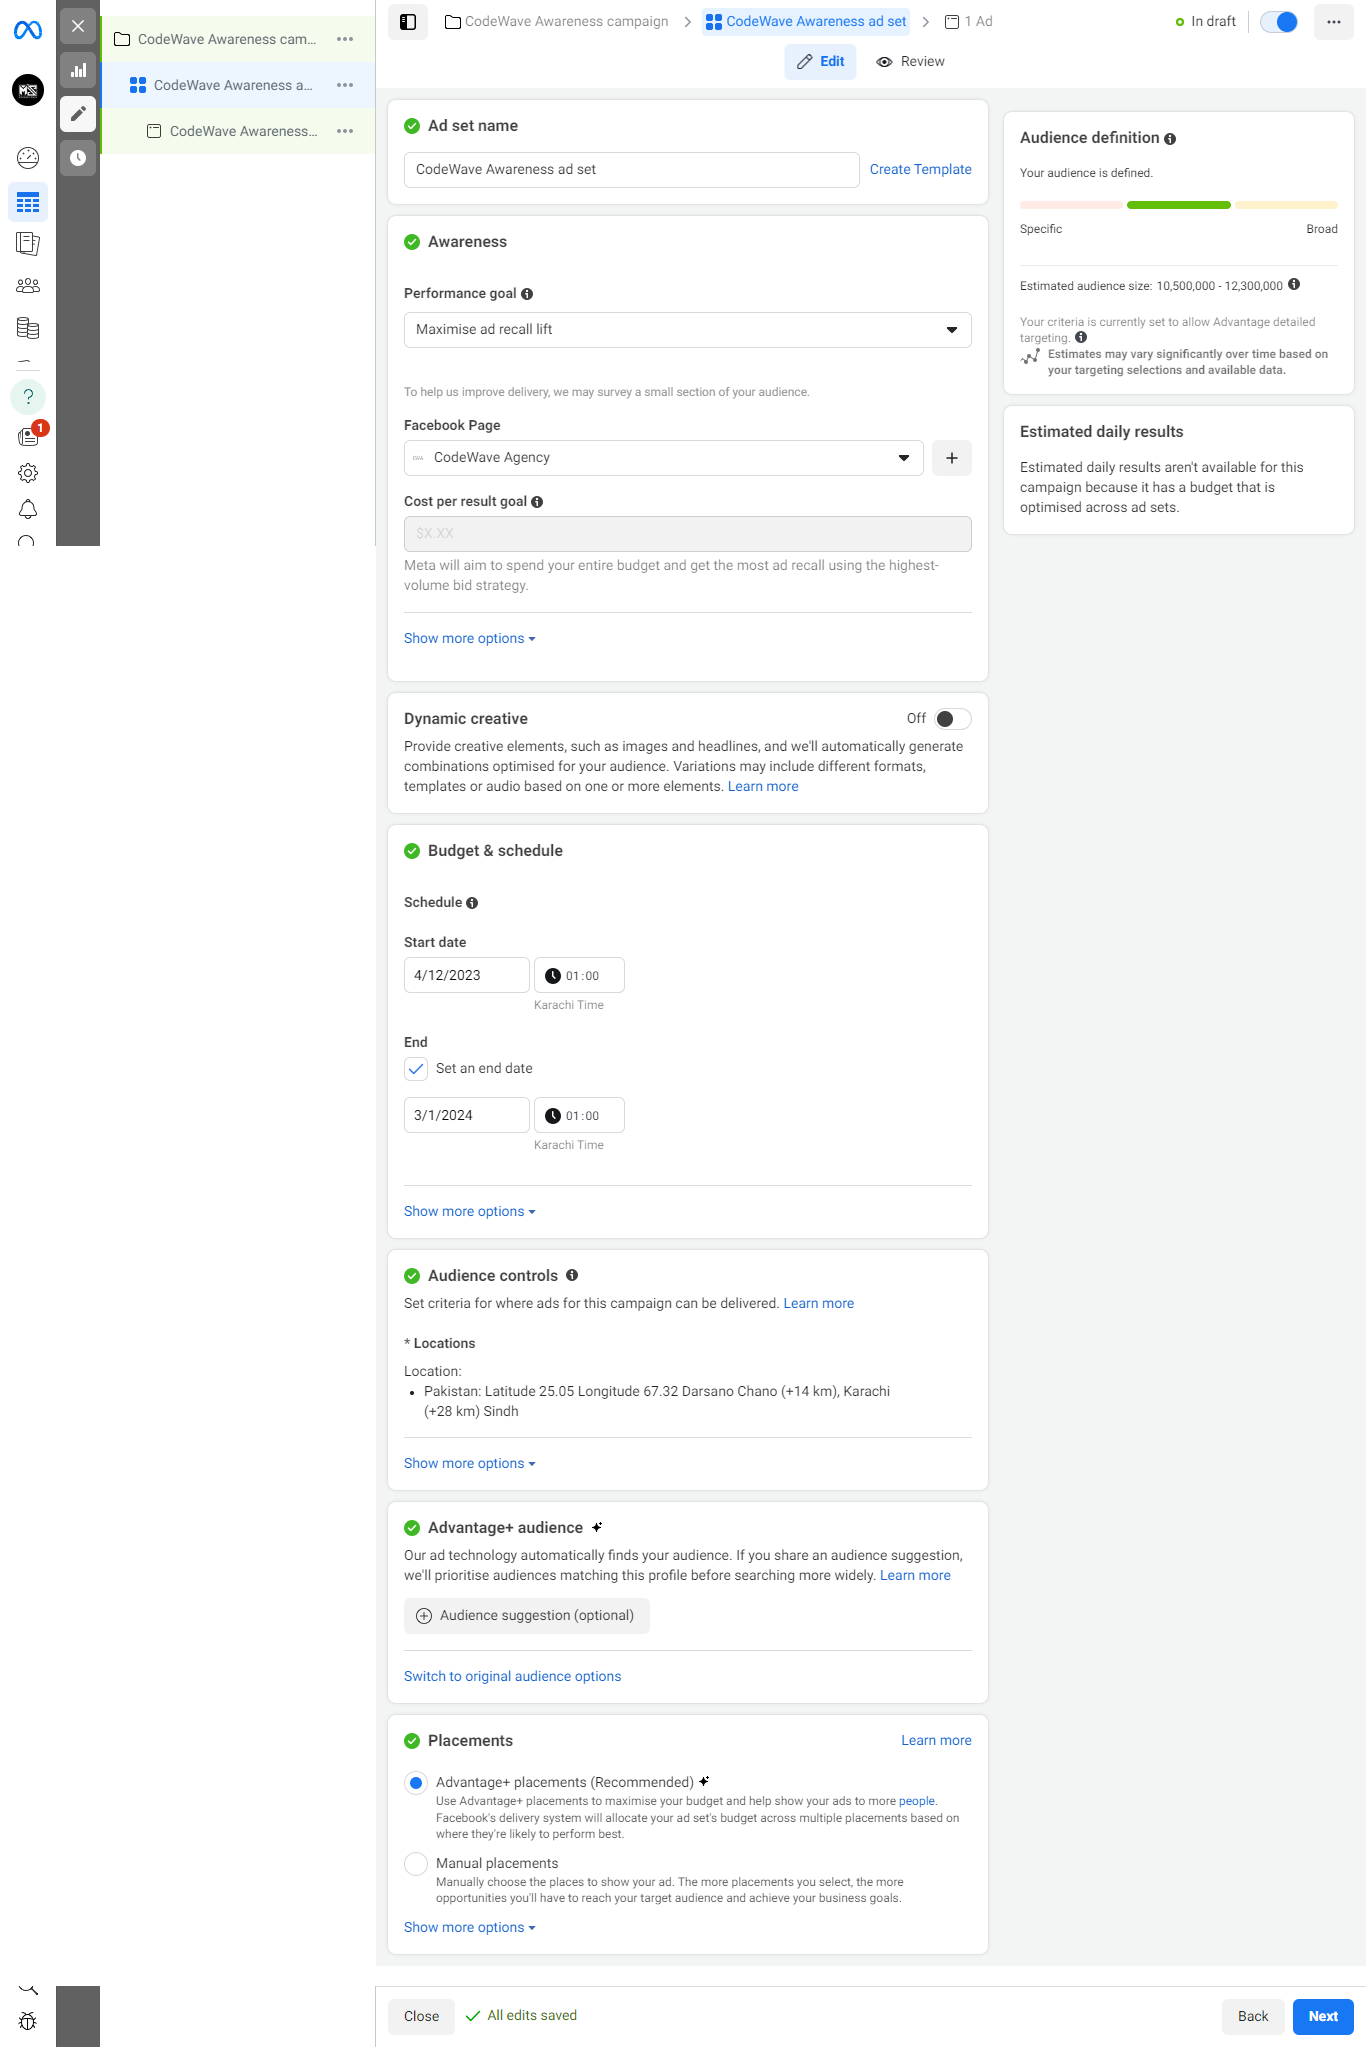 CodeWave Awareness campaign
CodeWave Awareness ad set
1 Ad
In draft
Edit
Review
CodeWave Awareness cam...
CodeWave Awareness a...
CodeWave Awareness...
1
Ad set name
CodeWave Awareness ad set
Create Template
Awareness
Performance goal
Maximise ad recall lift
To help us improve delivery, we may survey a small section of your audience.
Facebook Page
CodeWave Agency
Cost per result goal
$X.XX
Meta will aim to spend your entire budget and get the most ad recall using the highest-
volume bid strategy.
Show more options
Dynamic creative
Off
Provide creative elements, such as images and headlines, and we'll automatically generate
combinations optimised for your audience. Variations may include different formats,
templates or audio based on one or more elements. Learn more
Budget & schedule
Schedule
Start date
4/12/2023
01:00
Karachi Time
End
Set an end date
3/1/2024
01:00
Karachi Time
Show more options
Audience controls
Set criteria for where ads for this campaign can be delivered. Learn more
* Locations
Location:
• Pakistan: Latitude 25.05 Longitude 67.32 Darsano Chano (+14 km), Karachi
(+28 km) Sindh
Show more options
Advantage+ audience
Our ad technology automatically finds your audience. If you share an audience suggestion,
we'll prioritise audiences matching this profile before searching more widely. Learn more
Audience suggestion (optional)
Switch to original audience options
Placements
Learn more
Advantage+ placements (Recommended)
Use Advantage+ placements to maximise your budget and help show your ads to more people.
Facebook's delivery system will allocate your ad set's budget across multiple placements based on
where they're likely to perform best.
Manual placements
Manually choose the places to show your ad. The more placements you select, the more
opportunities you'll have to reach your target audience and achieve your business goals.
Show more options
Audience definition
Your audience is defined.
Specific
Broad
Estimated audience size: 10,500,000 - 12,300,000
Your criteria is currently set to allow Advantage detailed
targeting.
Estimates may vary significantly over time based on
your targeting selections and available data.
Estimated daily results
Estimated daily results aren't available for this
campaign because it has a budget that is
optimised across ad sets.
Close
All edits saved
Back
Next